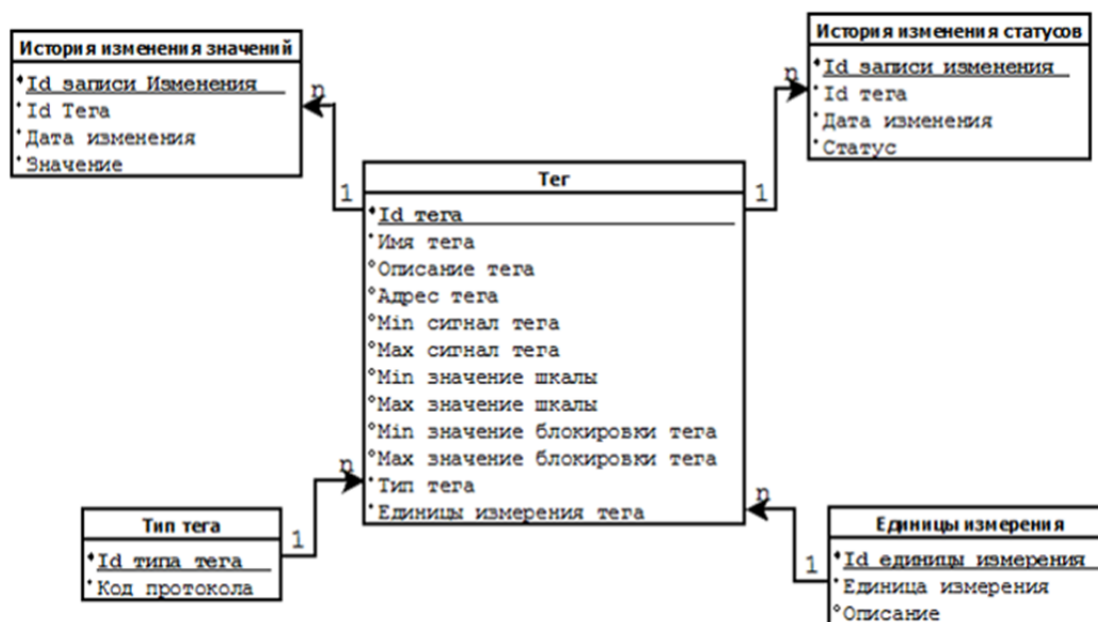 История изменения значений
Id записи Изменения
Id Тега
Дата изменения
Значение
n
1
История изменения статусов
Id записи изменения
Id тега
Дата изменения
Статус
n
1
Тег
Id тега
Имя тега
Описание тега
Адрес тега
Min сигнал тега
Max сигнал тега
Min значение шкалы
Max значение шкалы
Min значение блокировки тега
Max значение блокировки тега
Тип тега
Единицы измерения тега
n
1
Тип тега
Id типа тега
Код протокола
n
1
Единицы измерения
Id единицы измерения
Единица измерения
Описание